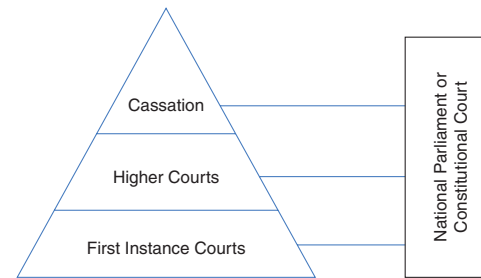 Cassation
Higher Courts
First Instance Courts
National Parliament or
Constitutional Court